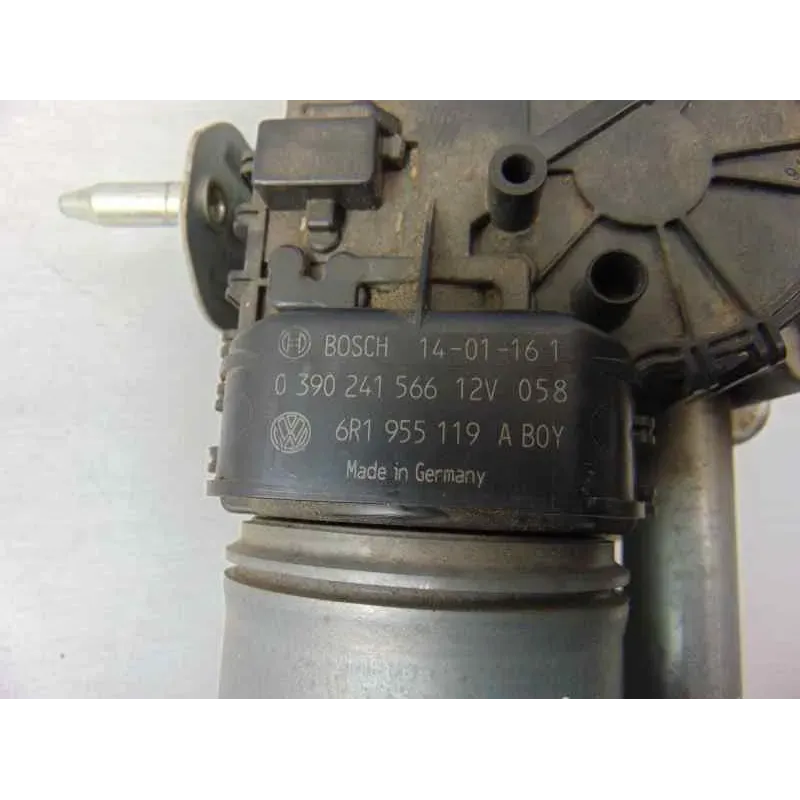 BOSCH 14-01-16 1
0 390 241 566 12V 058
6R1 955 119 A B0Y
Made in Germany